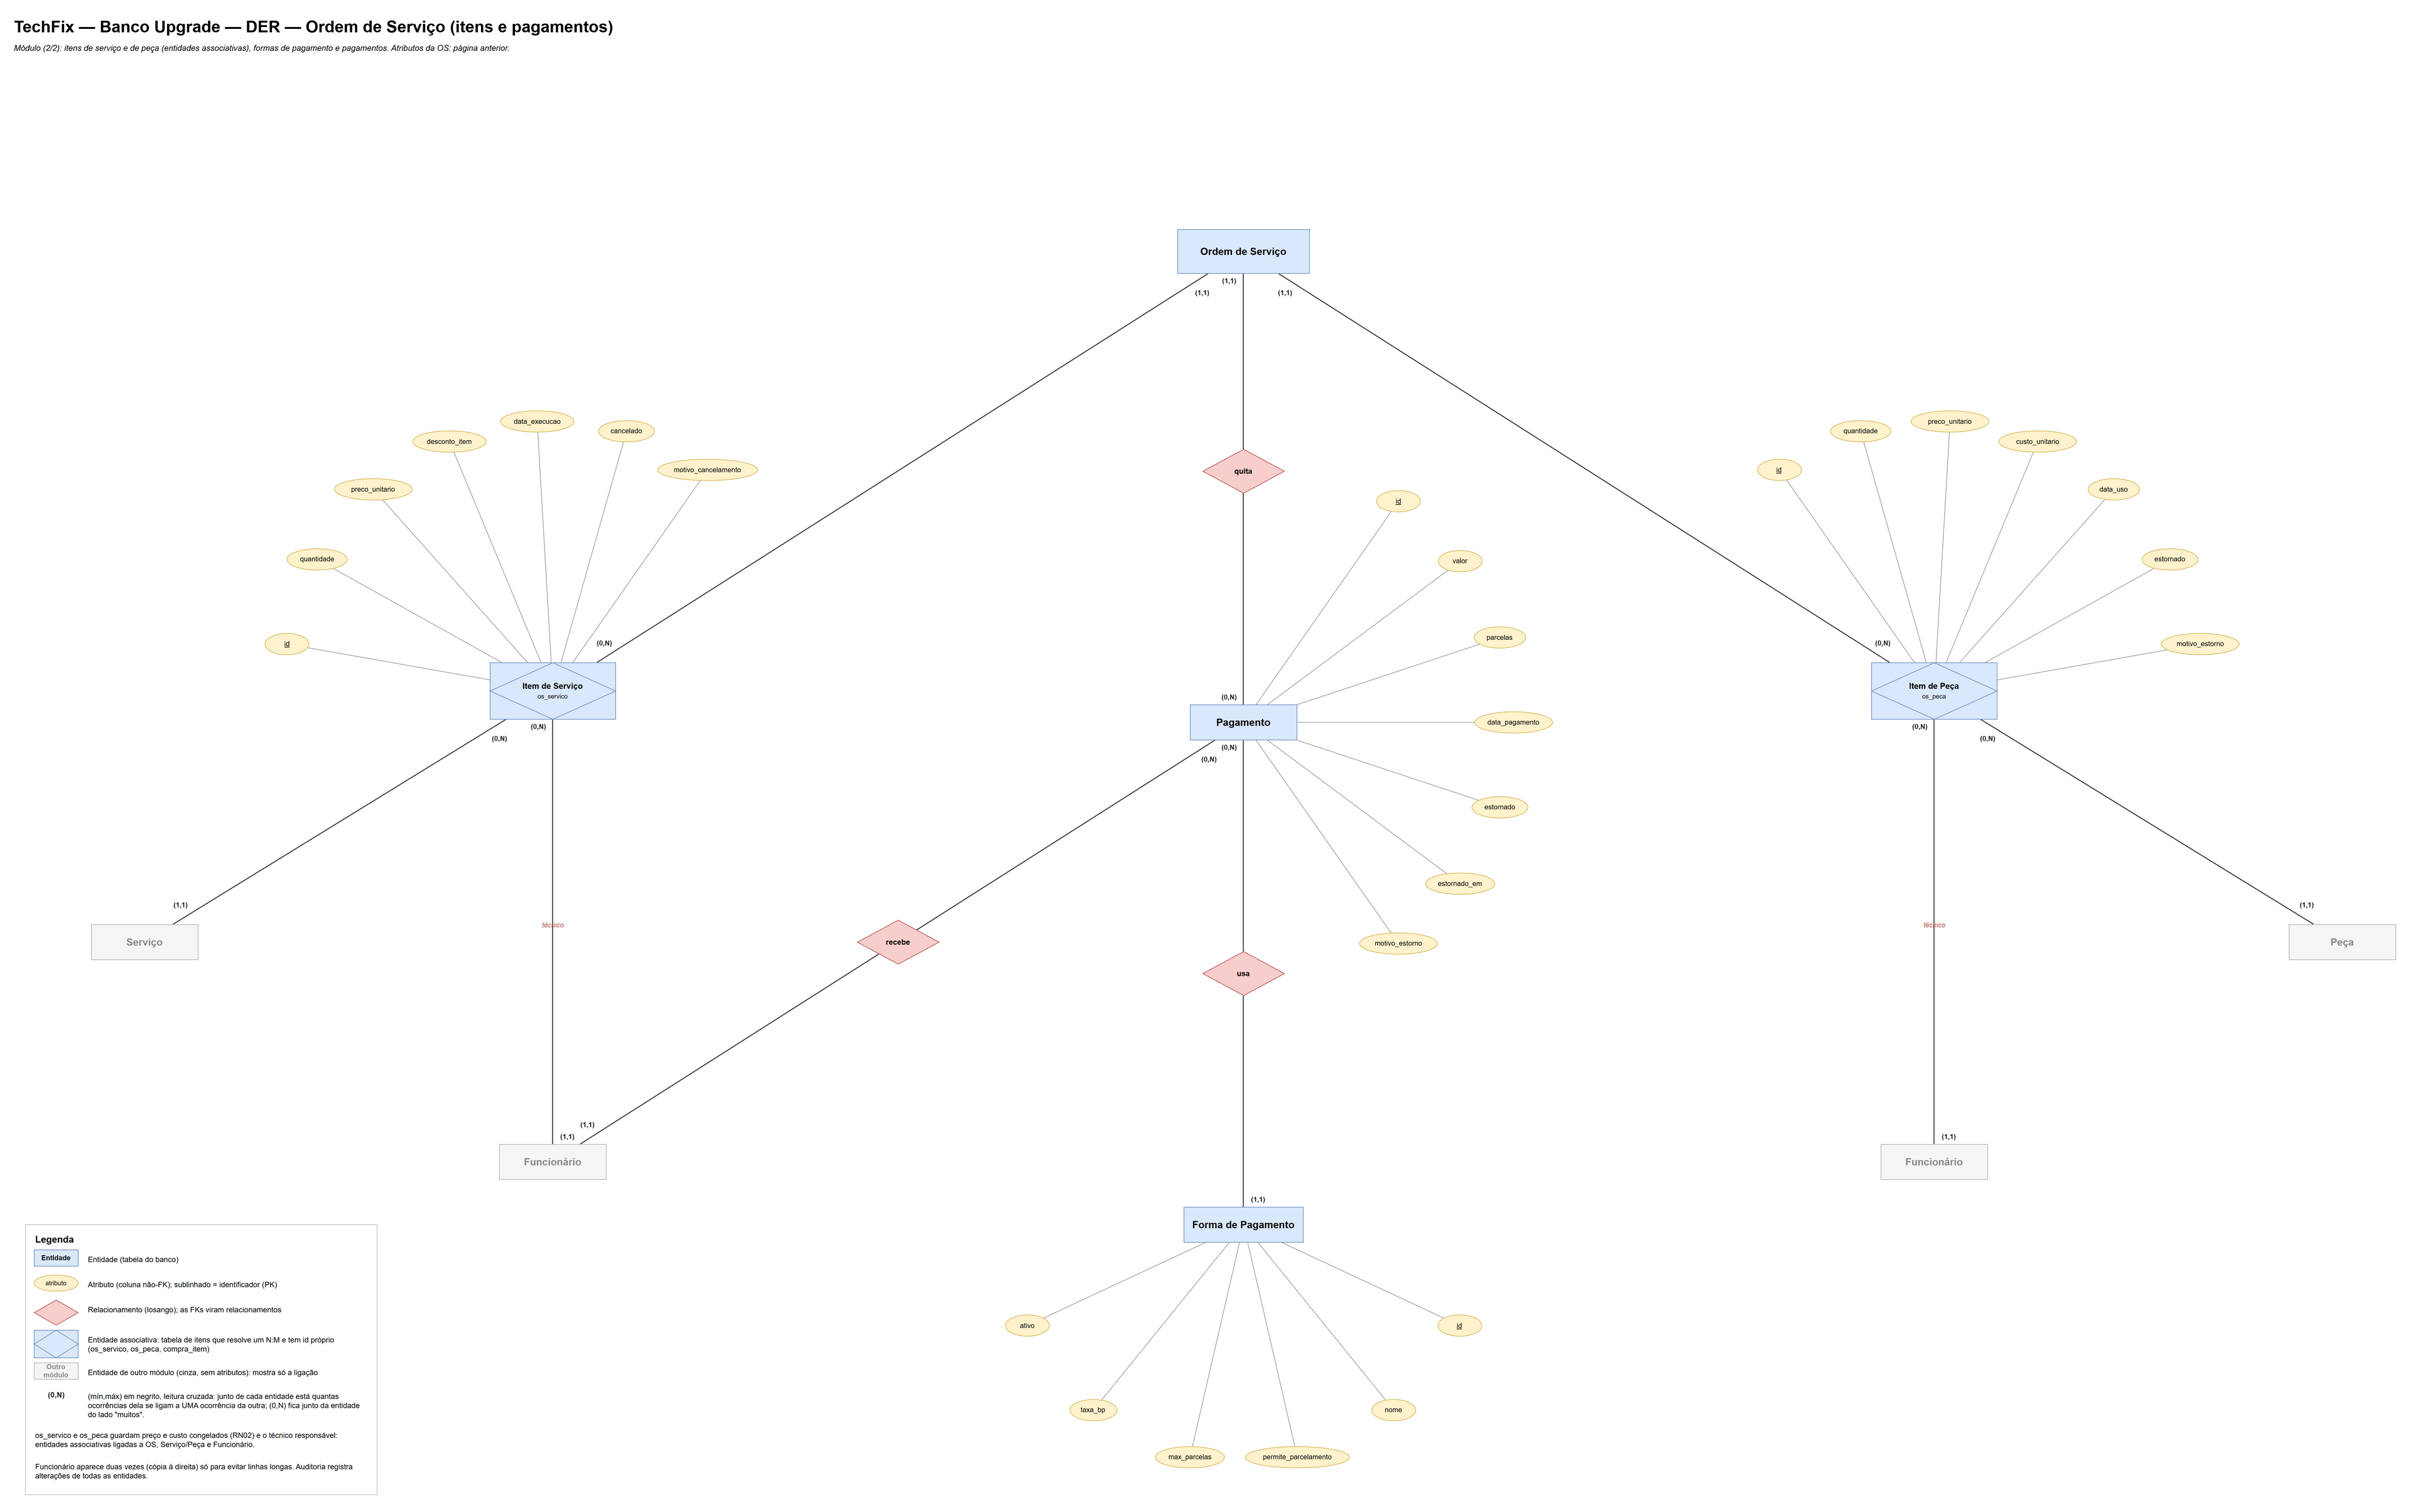 TechFix — Banco Upgrade — DER — Ordem de Serviço (itens e pagamentos)
Módulo (2/2): itens de serviço e de peça (entidades associativas), formas de pagamento e pagamentos. Atributos da OS: página anterior.
Ordem de Serviço
(1,1)
(1,1)
(1,1)
data_execucao
cancelado
desconto_item
motivo_cancelamento
preco_unitario
quantidade
id
(0,N)
Item de Serviço
os_servico
(0,N)
(0,N)
quita
id
valor
parcelas
(0,N)
Pagamento
data_pagamento
(0,N)
(0,N)
estornado
estornado_em
motivo_estorno
preco_unitario
quantidade
custo_unitario
id
data_uso
estornado
motivo_estorno
(0,N)
Item de Peça
os_peca
(0,N)
(0,N)
(1,1)
Serviço
técnico
recebe
usa
técnico
(1,1)
Peça
(1,1)
(1,1)
Funcionário
(1,1)
Funcionário
(1,1)
Forma de Pagamento
ativo
id
taxa_bp
nome
max_parcelas
permite_parcelamento
Legenda
Entidade
Entidade (tabela do banco)
atributo
Atributo (coluna não-FK); sublinhado = identificador (PK)
Relacionamento (losango); as FKs viram relacionamentos
Entidade associativa: tabela de itens que resolve um N:M e tem id próprio
(os_servico, os_peca, compra_item)
Outro
módulo
Entidade de outro módulo (cinza, sem atributos): mostra só a ligação
(0,N)
(mín,máx) em negrito, leitura cruzada: junto de cada entidade está quantas
ocorrências dela se ligam a UMA ocorrência da outra; (0,N) fica junto da entidade
do lado "muitos".
os_servico e os_peca guardam preço e custo congelados (RN02) e o técnico responsável:
entidades associativas ligadas a OS, Serviço/Peça e Funcionário.
Funcionário aparece duas vezes (cópia à direita) só para evitar linhas longas. Auditoria registra
alterações de todas as entidades.